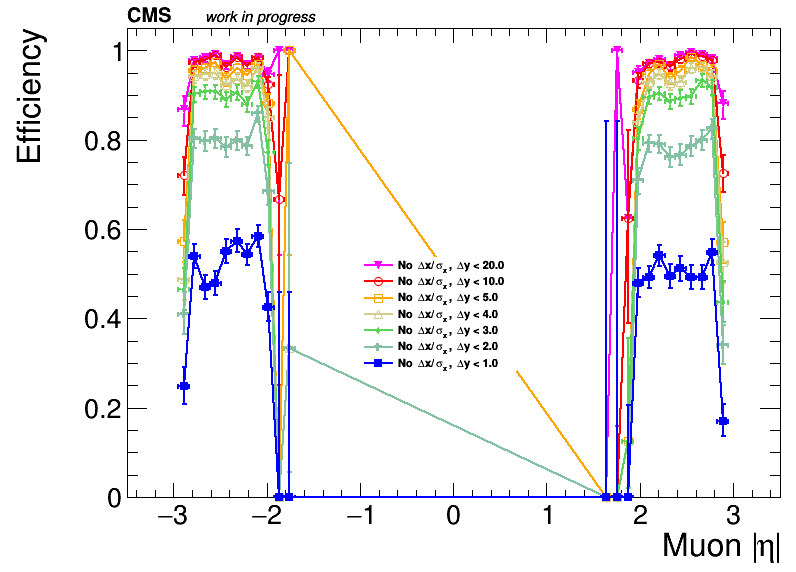 CMS work in progress
Efficiency
1
0.8
0.6
0.4
0.2
0
No Δx/σx, Δy < 20.0
No Δx/σx, Δy < 10.0
No Δx/σx, Δy < 5.0
No Δx/σx, Δy < 4.0
No Δx/σx, Δy < 3.0
No Δx/σx, Δy < 2.0
No Δx/σx, Δy < 1.0
−3 −2 −1 0 1 2 3
Muon |η|